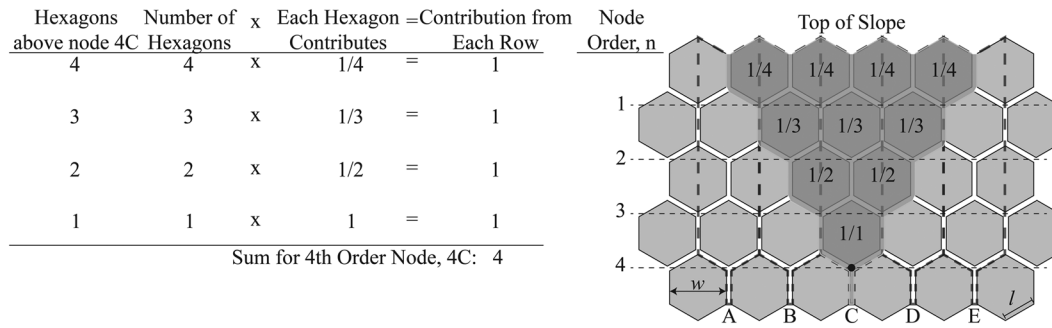 Hexagons above node 4C
Number of Hexagons
x
Each Hexagon Contributes
=
Contribution from Each Row
4 4 x 1/4 = 1
3 3 x 1/3 = 1
2 2 x 1/2 = 1
1 1 x 1 = 1
Sum for 4th Order Node, 4C: 4
Node Order, n
Top of Slope
1/4 1/4 1/4 1/4
1
1/3 1/3 1/3
2
1/2 1/2
3
1/1
4
w
l
A B C D E